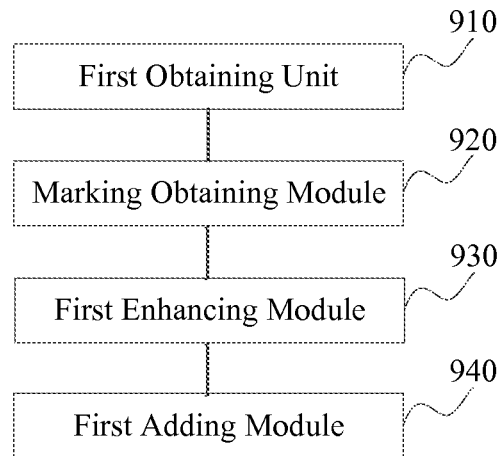 910
First Obtaining Unit
920
Marking Obtaining Module
930
First Enhancing Module
940
First Adding Module